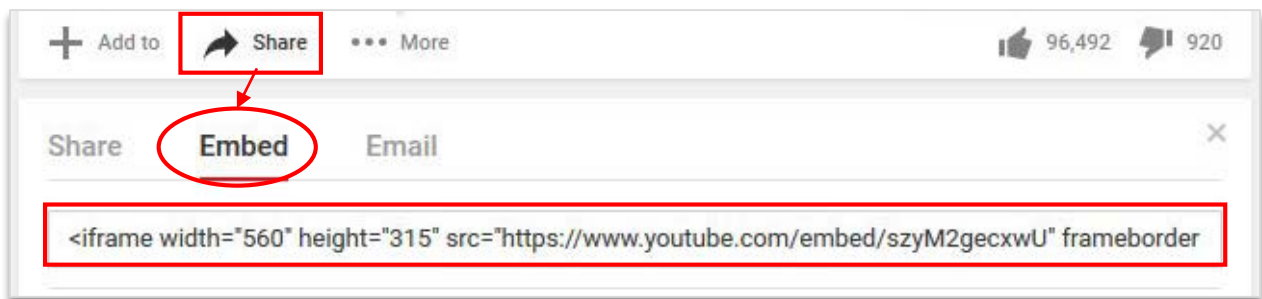 Add to Share More 96,492 920
Share Embed Email
<iframe width="560" height="315" src="https://www.youtube.com/embed/szyM2gecxwU" frameborder